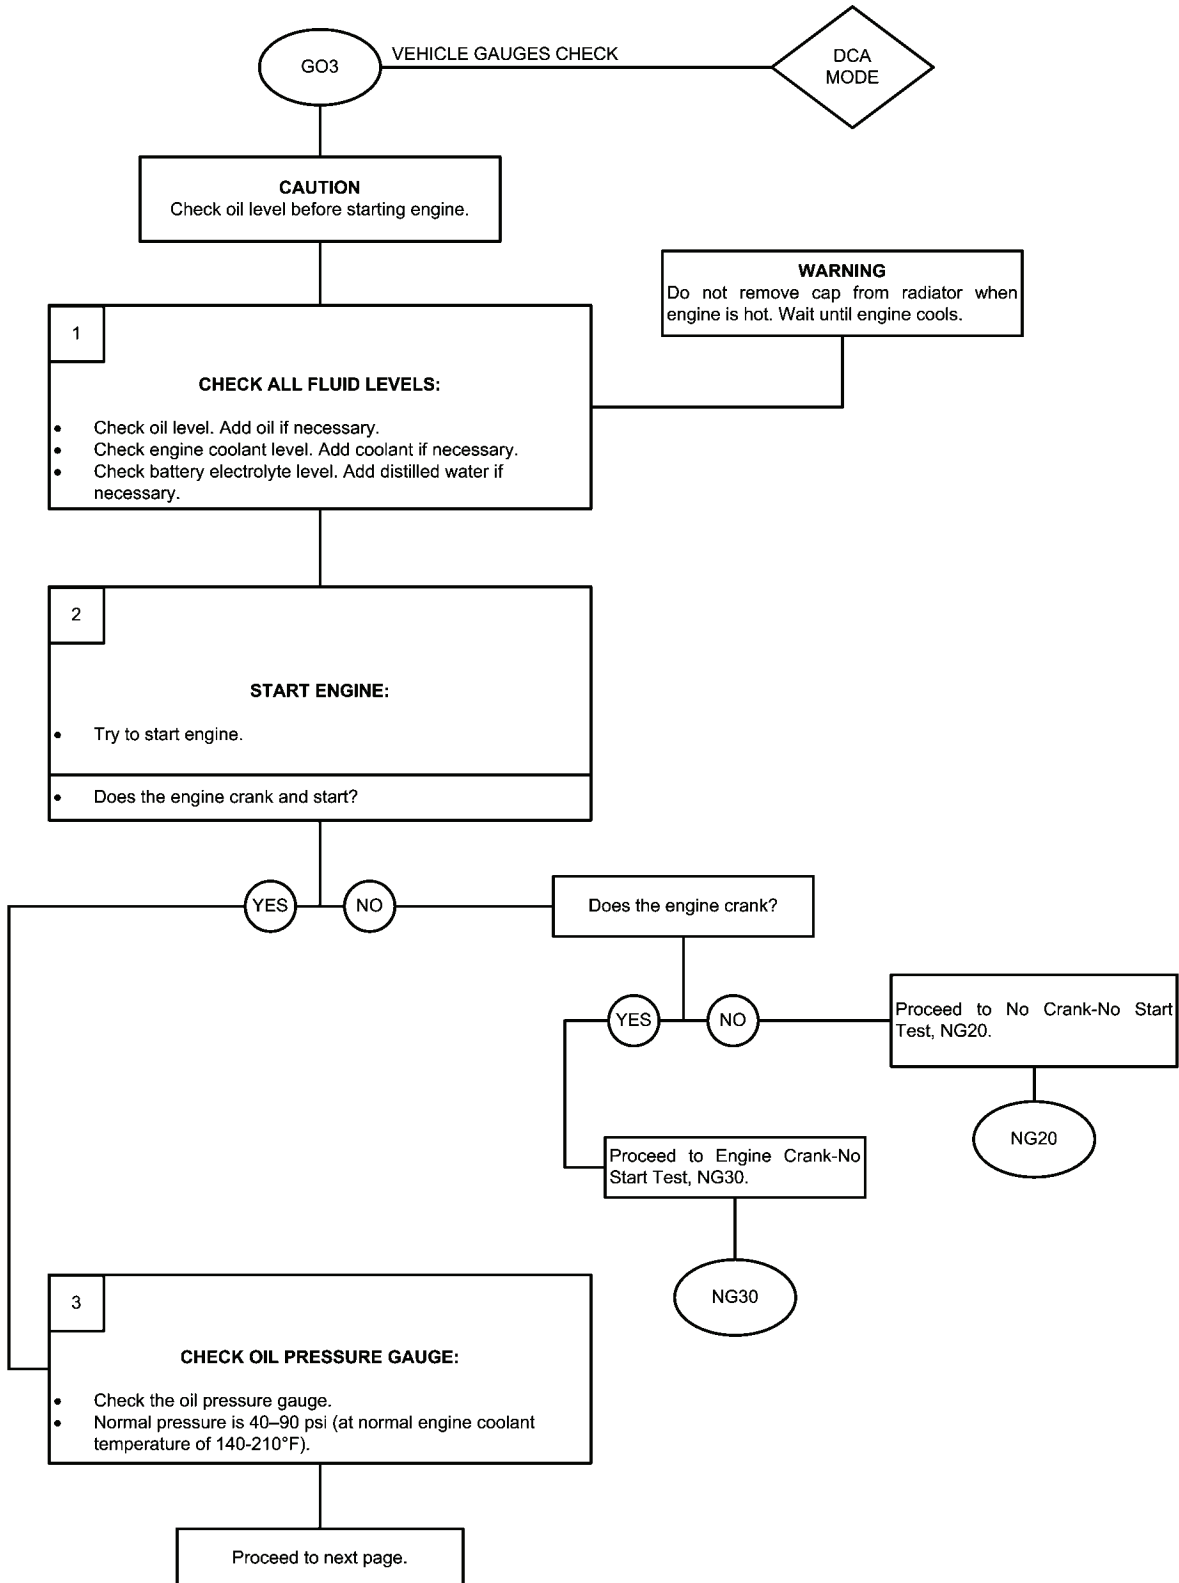 GO3
VEHICLE GAUGES CHECK
DCA
MODE
CAUTION
Check oil level before starting engine.
WARNING
Do not remove cap from radiator when
engine is hot. Wait until engine cools.
1
CHECK ALL FLUID LEVELS:
• Check oil level. Add oil if necessary.
• Check engine coolant level. Add coolant if necessary.
• Check battery electrolyte level. Add distilled water if
necessary.
2
START ENGINE:
• Try to start engine.
• Does the engine crank and start?
YES
NO
Does the engine crank?
YES
NO
Proceed to No Crank-No Start
Test, NG20.
NG20
Proceed to Engine Crank-No
Start Test, NG30.
NG30
3
CHECK OIL PRESSURE GAUGE:
• Check the oil pressure gauge.
• Normal pressure is 40–90 psi (at normal engine coolant
temperature of 140-210°F).
Proceed to next page.